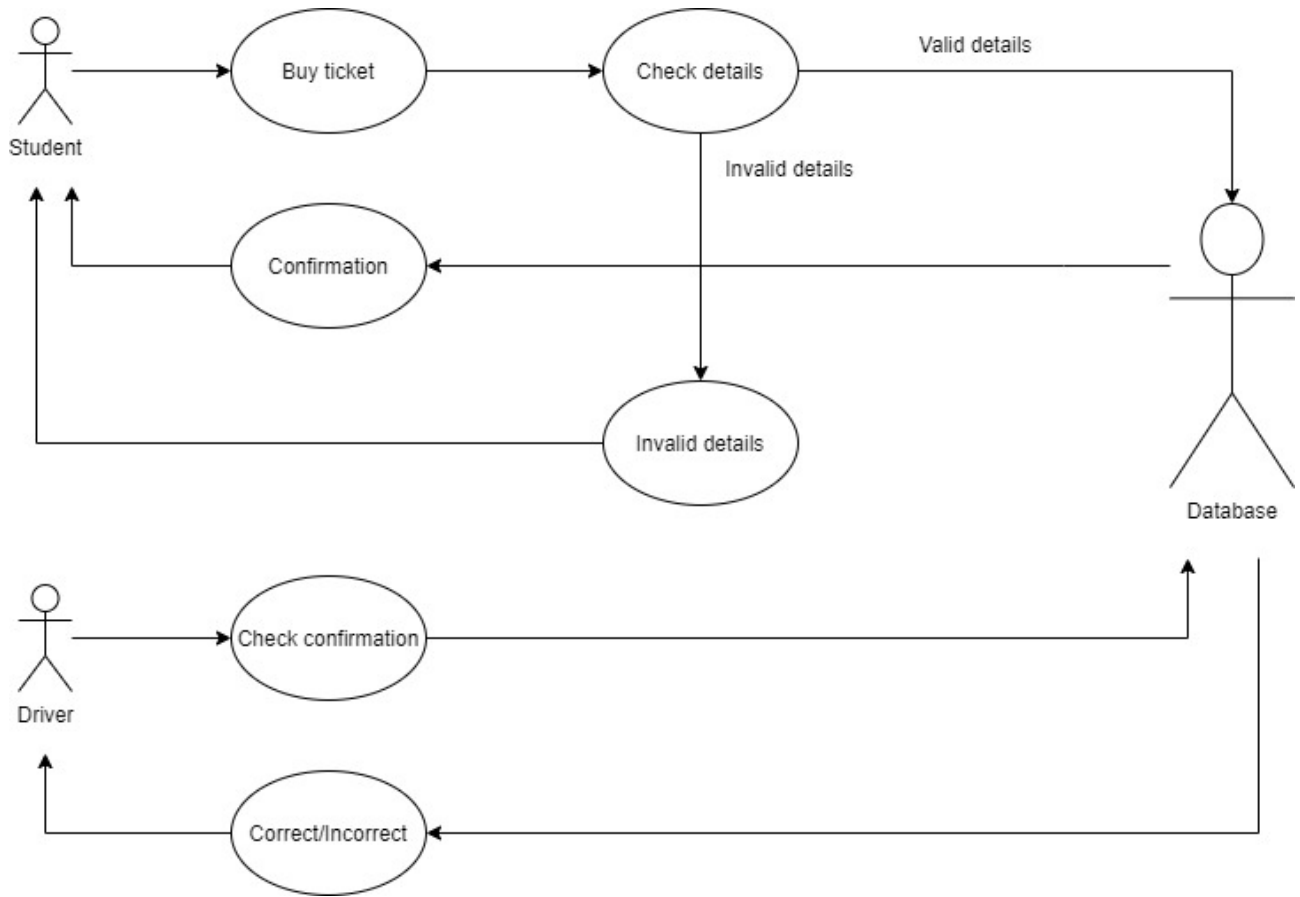 Valid details
Buy ticket
Check details
Student
Invalid details
Confirmation
Invalid details
Database
Check confirmation
Driver
Correct/Incorrect